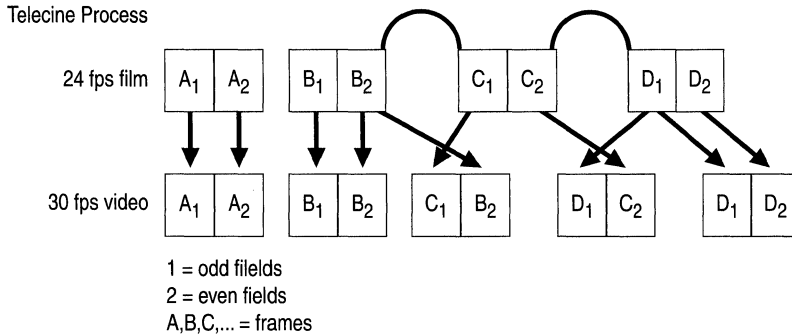 Telecine Process
24 fps film A1 A2 B1 B2 C1 C2 D1 D2
30 fps video A1 A2 B1 B2 C1 B2 D1 C2 D1 D2
1 = odd filelds
2 = even fields
A,B,C,... = frames